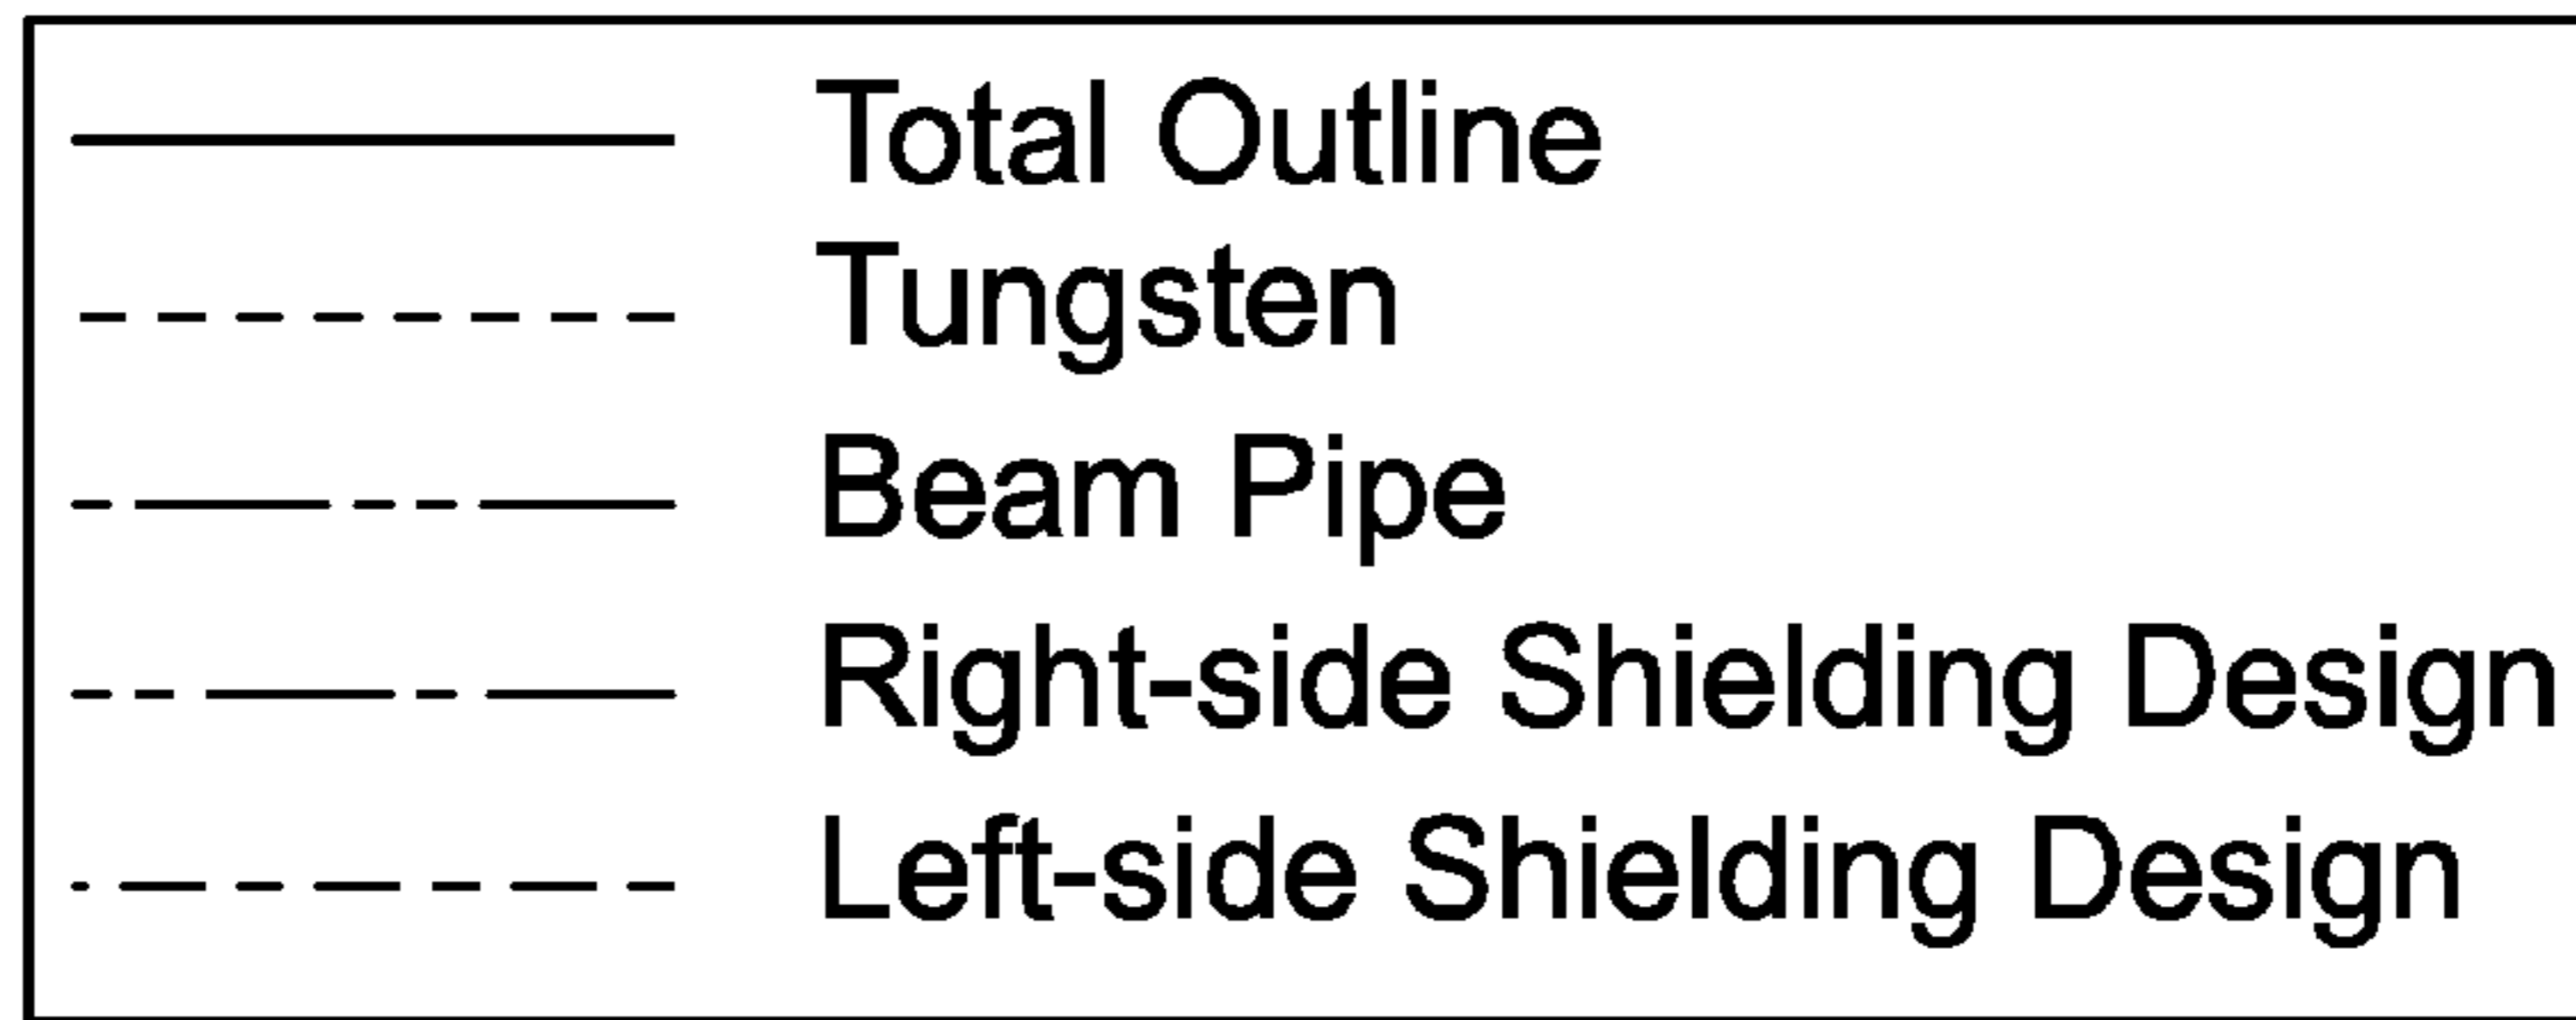 Total Outline
Tungsten
Beam Pipe
Right-side Shielding Design
Left-side Shielding Design